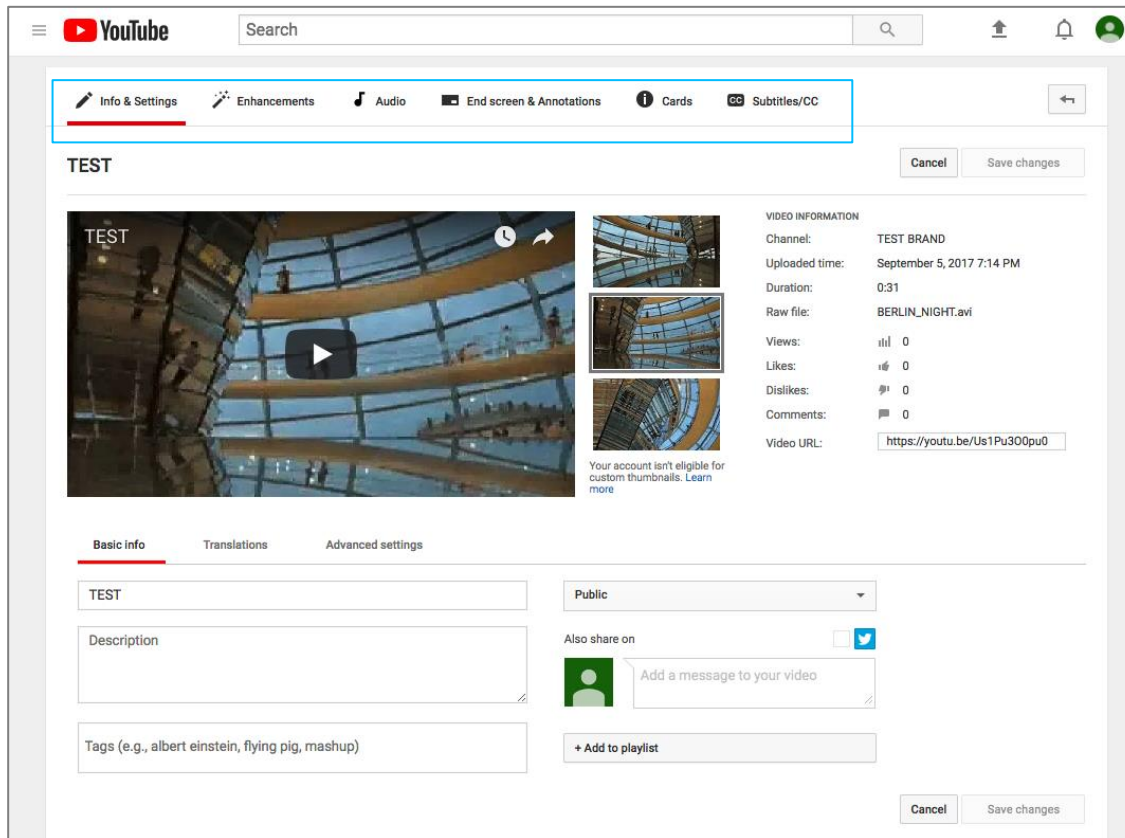 YouTube
Search
Info & Settings
Enhancements
Audio
End screen & Annotations
Cards
CC
Subtitles/CC
TEST
Cancel
Save changes
TEST
VIDEO INFORMATION
Channel: TEST BRAND
Uploaded time: September 5, 2017 7:14 PM
Duration: 0:31
Raw file: BERLIN_NIGHT.avi
Views: 0
Likes: 0
Dislikes: 0
Comments: 0
Video URL: https://youtu.be/Us1Pu3O0pu0
Your account isn't eligible for
custom thumbnails. Learn
more
Basic info
Translations
Advanced settings
TEST
Public
Description
Also share on
Add a message to your video
Tags (e.g., albert einstein, flying pig, mashup)
+ Add to playlist
Cancel
Save changes